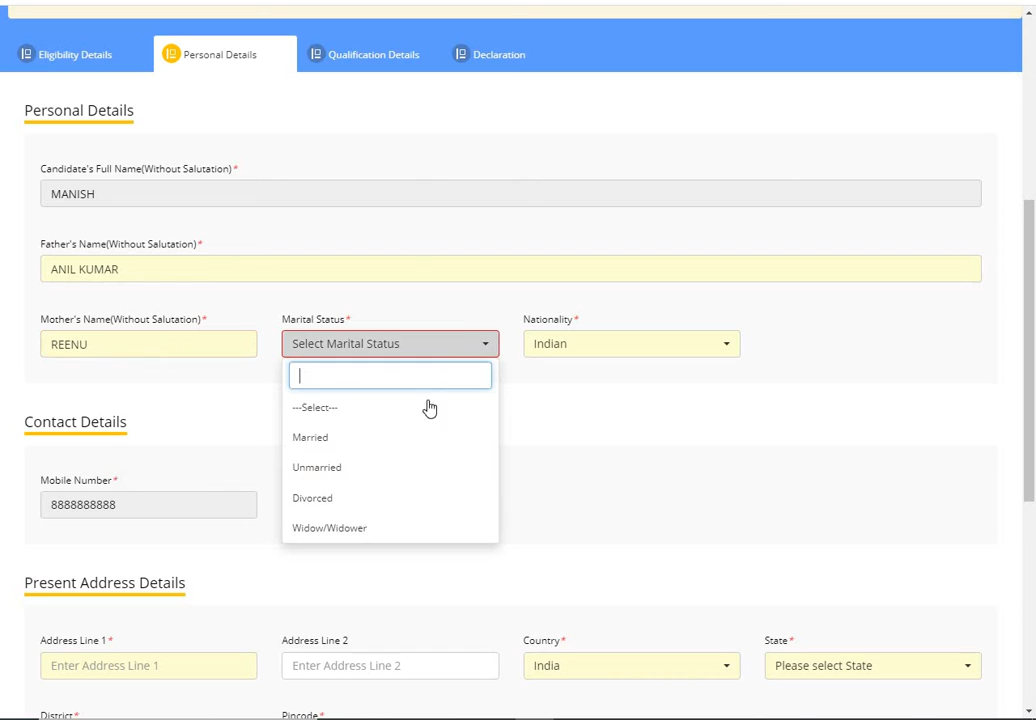 Eligibility Details
Personal Details
Qualification Details
Declaration
Personal Details
Candidate's Full Name(Without Salutation)*
MANISH
Father's Name(Without Salutation)*
ANIL KUMAR
Mother's Name(Without Salutation)*
Marital Status*
Nationality*
REENU
Select Marital Status
Indian
---Select---
Married
Unmarried
Divorced
Widow/Widower
Contact Details
Mobile Number*
8888888888
Present Address Details
Address Line 1*
Address Line 2
Country*
State*
Enter Address Line 1
Enter Address Line 2
India
Please select State
District*
Pincode*